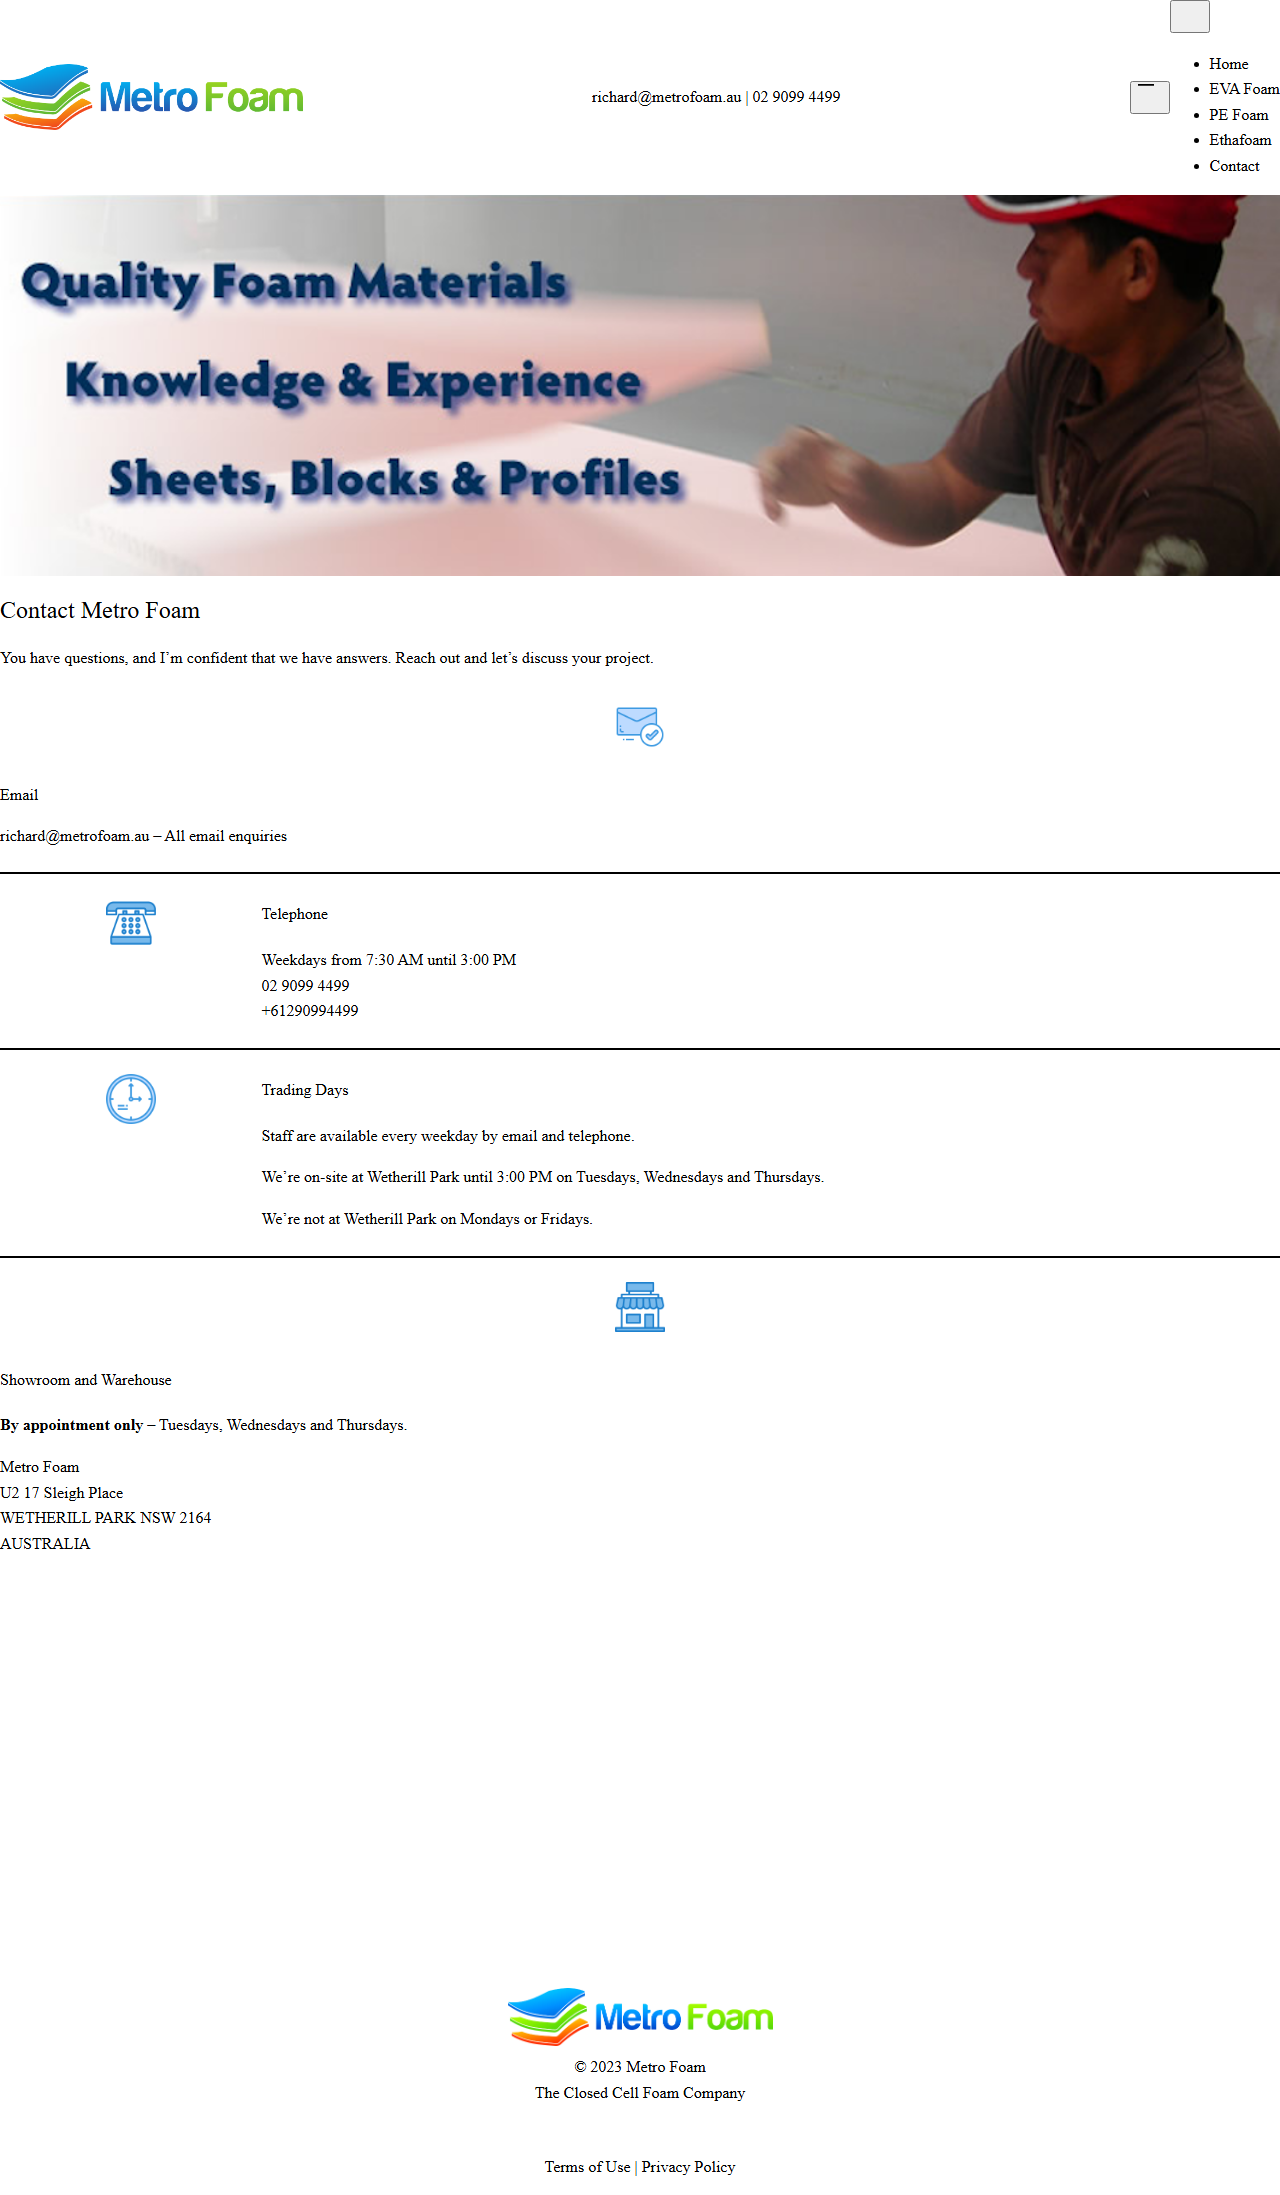 Metro Foam
richard@metrofoam.au | 02 9099 4499
Home
EVA Foam
PE Foam
Ethafoam
Contact
Quality Foam Materials
Knowledge & Experience
Sheets, Blocks & Profiles
Contact Metro Foam
You have questions, and I’m confident that we have answers. Reach out and let’s discuss your project.
Email
richard@metrofoam.au – All email enquiries
Telephone
Weekdays from 7:30 AM until 3:00 PM
02 9099 4499
+61290994499
Trading Days
Staff are available every weekday by email and telephone.
We’re on-site at Wetherill Park until 3:00 PM on Tuesdays, Wednesdays and Thursdays.
We’re not at Wetherill Park on Mondays or Fridays.
Showroom and Warehouse
By appointment only – Tuesdays, Wednesdays and Thursdays.
Metro Foam
U2 17 Sleigh Place
WETHERILL PARK NSW 2164
AUSTRALIA
Metro Foam
© 2023 Metro Foam
The Closed Cell Foam Company
Terms of Use | Privacy Policy